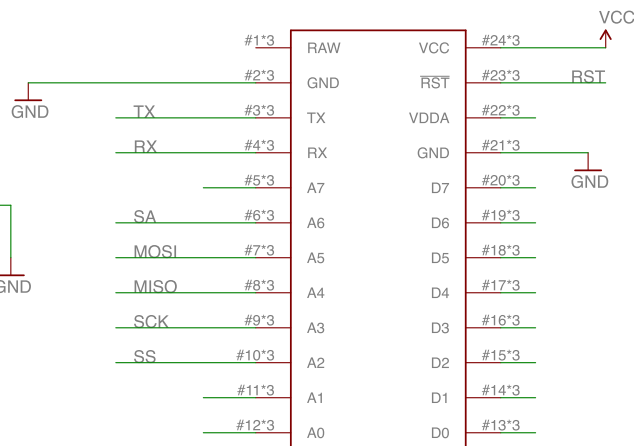 VCC
#1*3 RAW VCC #24*3
#2*3 GND RST #23*3 RST
GND
TX #3*3 TX VDDA #22*3
RX #4*3 RX GND #21*3
GND
#5*3 A7 D7 #20*3
SA #6*3 A6 D6 #19*3
MOSI #7*3 A5 D5 #18*3
GND
MISO #8*3 A4 D4 #17*3
SCK #9*3 A3 D3 #16*3
SS #10*3 A2 D2 #15*3
#11*3 A1 D1 #14*3
#12*3 A0 D0 #13*3